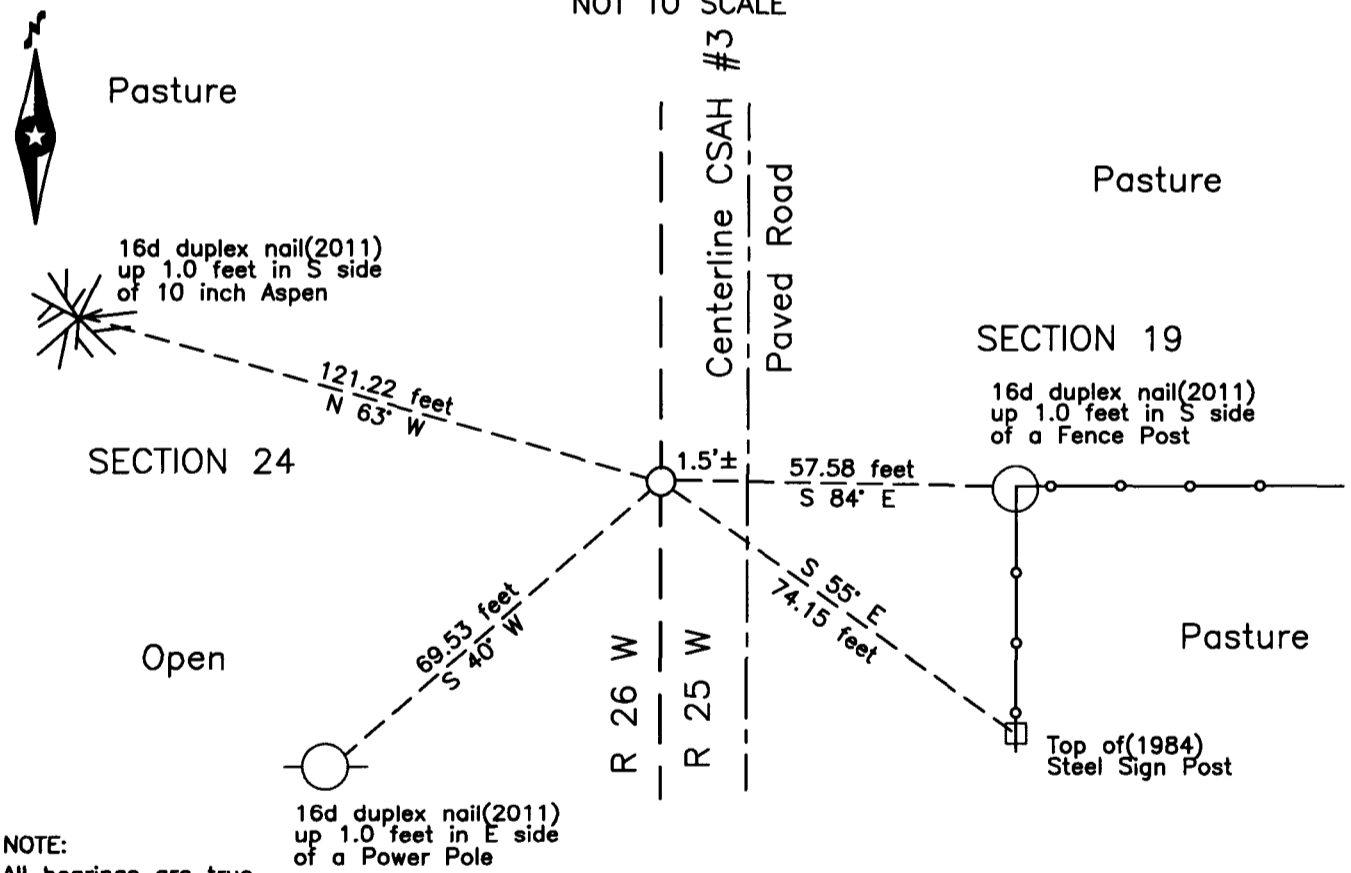 NOT TO SCALE
N
Pasture
Centerline CSAH #3
Paved Road
Pasture
16d duplex nail(2011)
up 1.0 feet in S side
of 10 inch Aspen
SECTION 19
16d duplex nail(2011)
up 1.0 feet in S side
of a Fence Post
121.22 feet
N 63° W
SECTION 24
1.5'±
57.58 feet
S 84° E
S 55° E
74.15 feet
69.53 feet
S 40° W
Open
R 26 W
R 25 W
Pasture
Top of(1984)
Steel Sign Post
16d duplex nail(2011)
up 1.0 feet in E side
of a Power Pole
NOTE:
All bearings are true